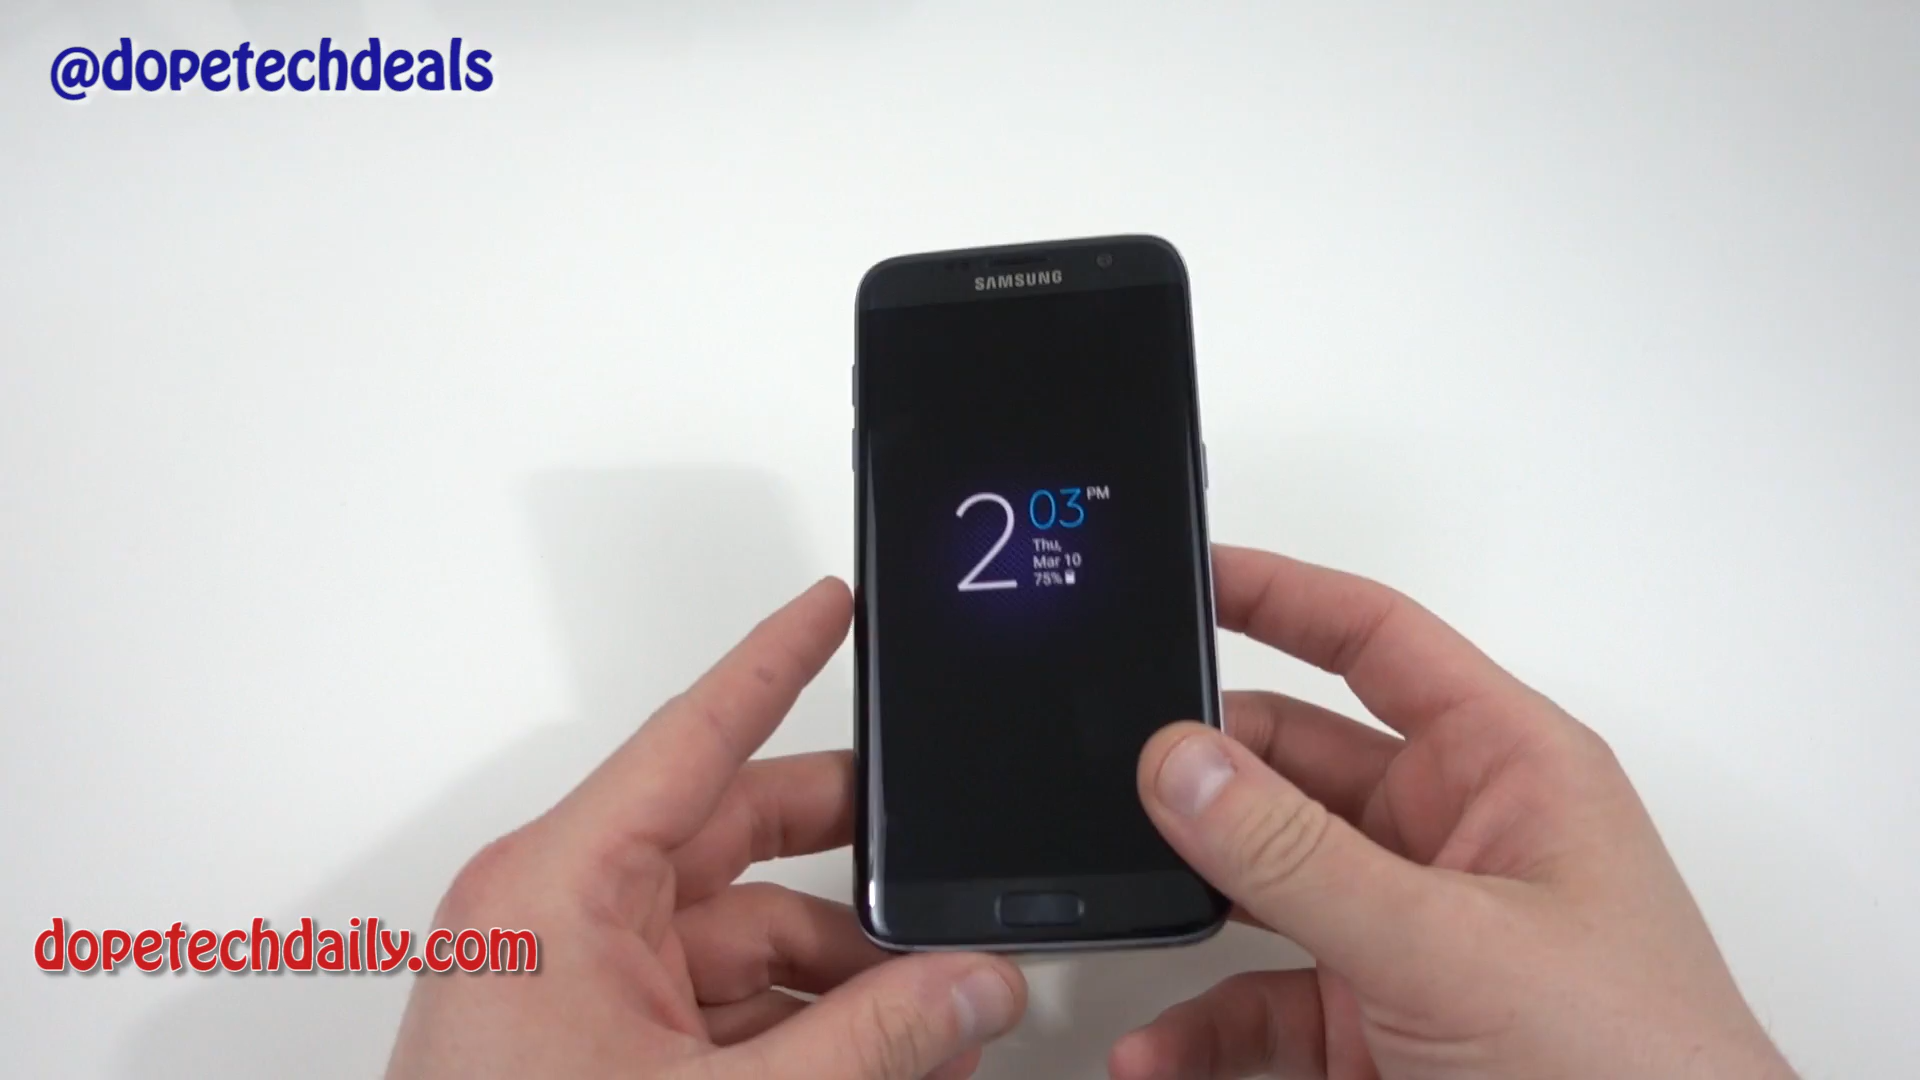 @dopetechdeals
SAMSUNG
2 03 PM
Thu,
Mar 10
75%
dopetechdaily.com